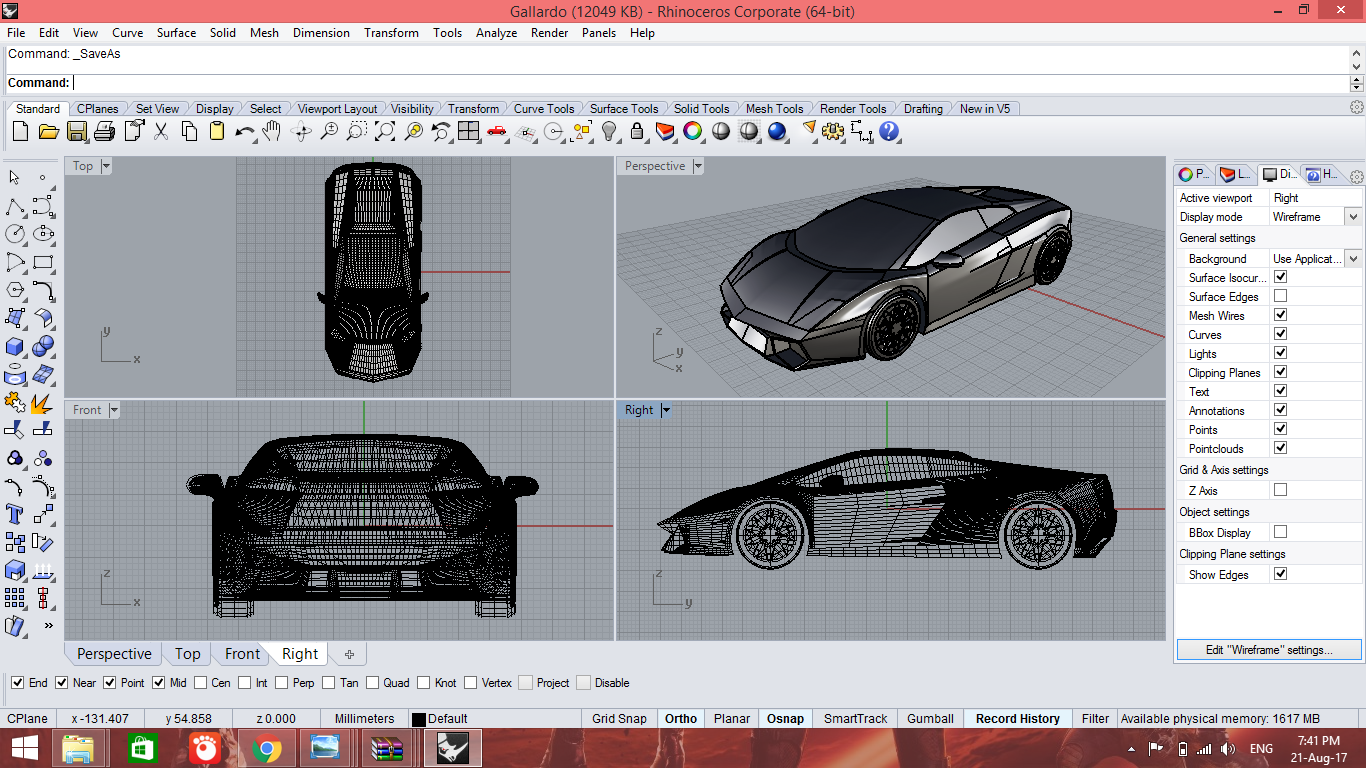 Gallardo (12049 KB) - Rhinoceros Corporate (64-bit)
File Edit View Curve Surface Solid Mesh Dimension Transform Tools Analyze Render Panels Help
Command: _SaveAs
Command:
Standard CPlanes Set View Display Select Viewport Layout Visibility Transform Curve Tools Surface Tools Solid Tools Mesh Tools Render Tools Drafting New in V5
Top
y
x
Perspective
z
y
x
Front
z
x
Right
z
y
P... L... Di... H...
Active viewport Right
Display mode Wireframe
General settings
Background Use Applicat...
Surface Isocur...
Surface Edges
Mesh Wires
Curves
Lights
Clipping Planes
Text
Annotations
Points
Pointclouds
Grid & Axis settings
Z Axis
Object settings
BBox Display
Clipping Plane settings
Show Edges
Edit "Wireframe" settings...
Perspective Top Front Right
End Near Point Mid Cen Int Perp Tan Quad Knot Vertex Project Disable
CPlane x -131.407 y 54.858 z 0.000 Millimeters Default Grid Snap Ortho Planar Osnap SmartTrack Gumball Record History Filter Available physical memory: 1617 MB
ENG
7:41 PM
21-Aug-17